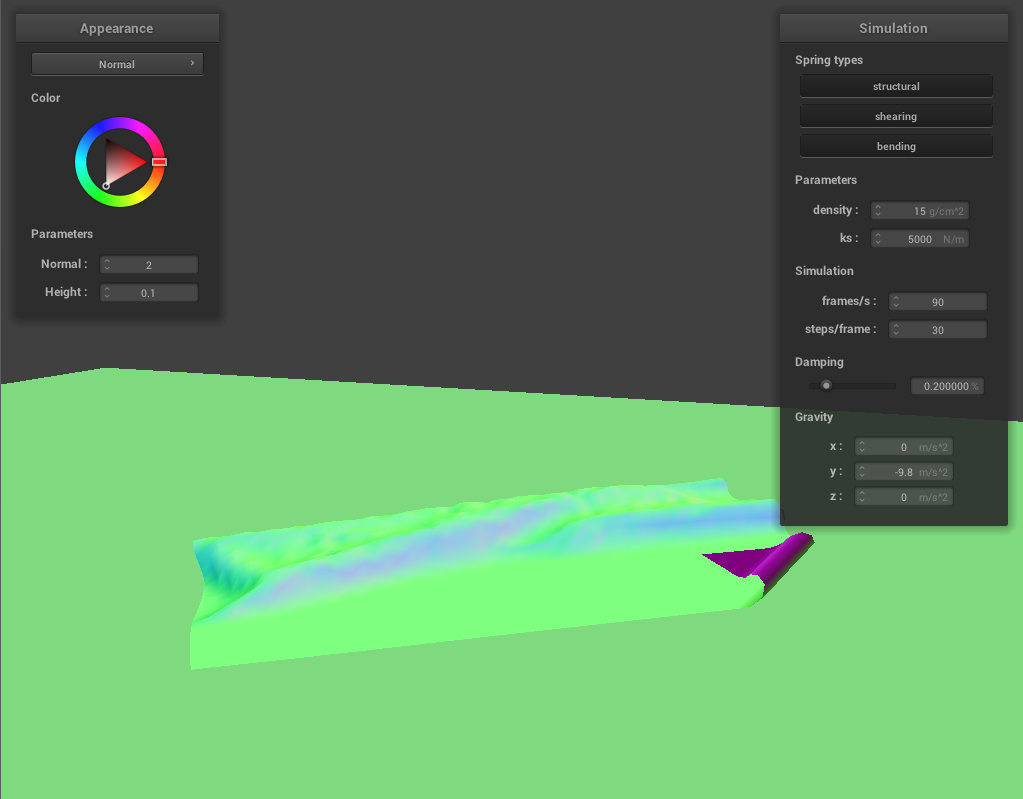 Appearance
Normal ›
Color
Parameters
Normal : 2
Height : 0.1
Simulation
Spring types
structural
shearing
bending
Parameters
density : 15 g/cm^2
ks : 5000 N/m
Simulation
frames/s : 90
steps/frame : 30
Damping
0.200000 %
Gravity
x : 0 m/s^2
y : -9.8 m/s^2
z : 0 m/s^2